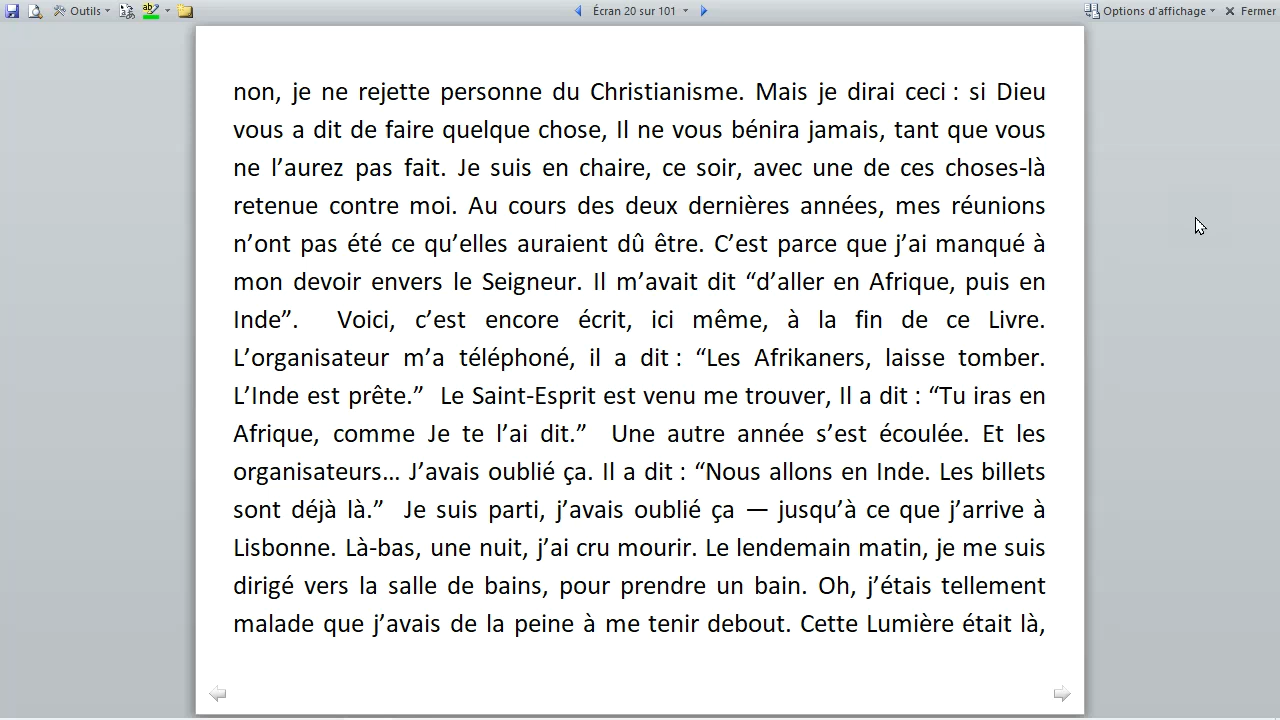 Outils
Écran 20 sur 101
Options d'affichage
Fermer
non, je ne rejette personne du Christianisme. Mais je dirai ceci : si Dieu
vous a dit de faire quelque chose, Il ne vous bénira jamais, tant que vous
ne l’aurez pas fait. Je suis en chaire, ce soir, avec une de ces choses-là
retenue contre moi. Au cours des deux dernières années, mes réunions
n’ont pas été ce qu’elles auraient dû être. C’est parce que j’ai manqué à
mon devoir envers le Seigneur. Il m’avait dit “d’aller en Afrique, puis en
Inde”. Voici, c’est encore écrit, ici même, à la fin de ce Livre.
L’organisateur m’a téléphoné, il a dit : “Les Afrikaners, laisse tomber.
L’Inde est prête.” Le Saint-Esprit est venu me trouver, Il a dit : “Tu iras en
Afrique, comme Je te l’ai dit.” Une autre année s’est écoulée. Et les
organisateurs… J’avais oublié ça. Il a dit : “Nous allons en Inde. Les billets
sont déjà là.” Je suis parti, j’avais oublié ça — jusqu’à ce que j’arrive à
Lisbonne. Là-bas, une nuit, j’ai cru mourir. Le lendemain matin, je me suis
dirigé vers la salle de bains, pour prendre un bain. Oh, j’étais tellement
malade que j’avais de la peine à me tenir debout. Cette Lumière était là,